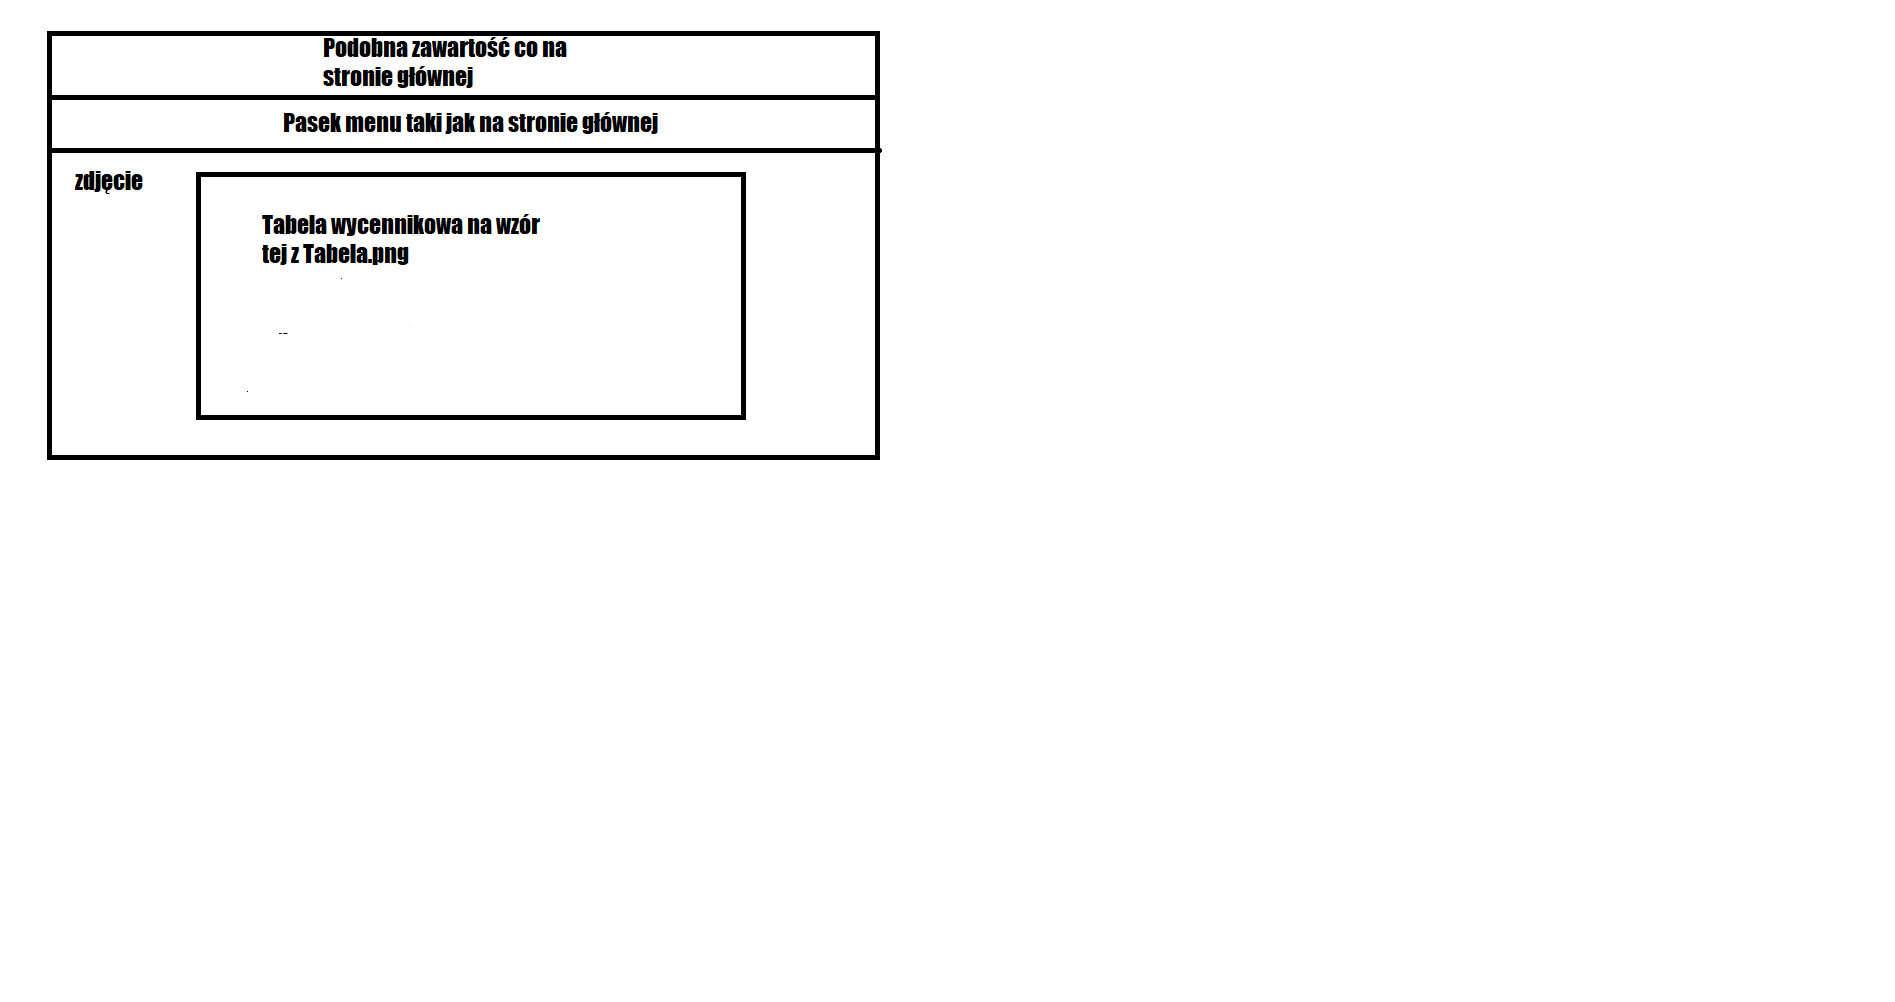 Podobna zawartość co na
stronie głównej
Pasek menu taki jak na stronie głównej
zdjęcie
Tabela wycennikowa na wzór
tej z Tabela.png